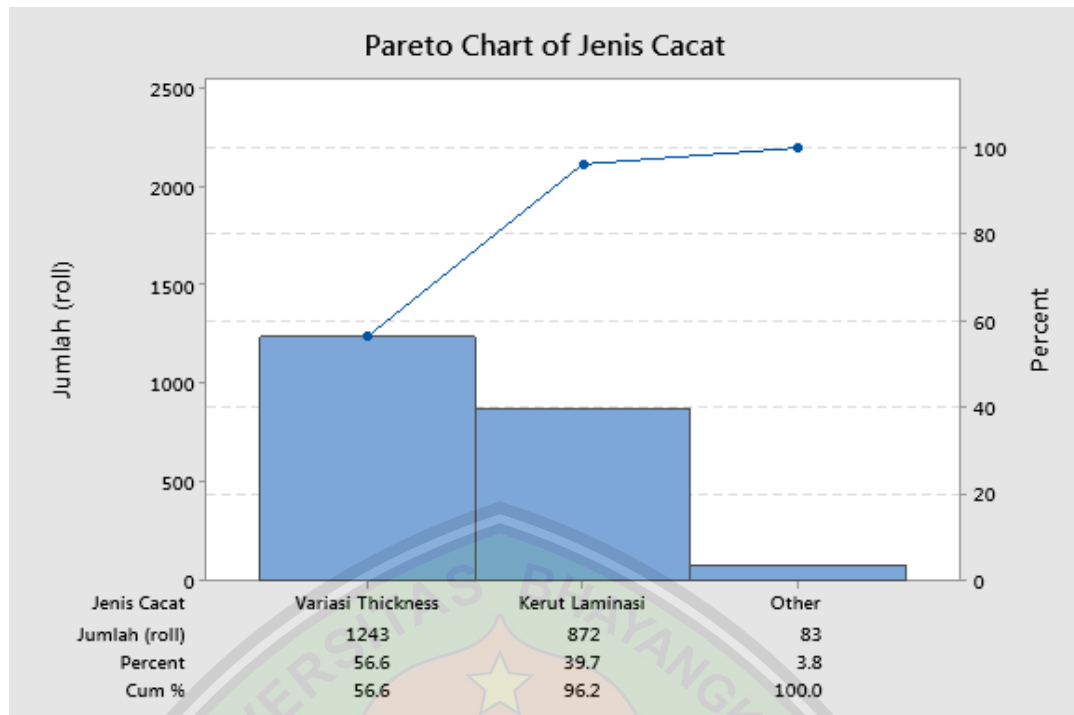 Pareto Chart of Jenis Cacat
2500
2000
1500
1000
500
0
Jumlah (roll)
100
80
60
40
20
0
Percent
Jenis Cacat Variasi Thickness Kerut Laminasi Other
Jumlah (roll) 1243 872 83
Percent 56.6 39.7 3.8
Cum % 56.6 96.2 100.0